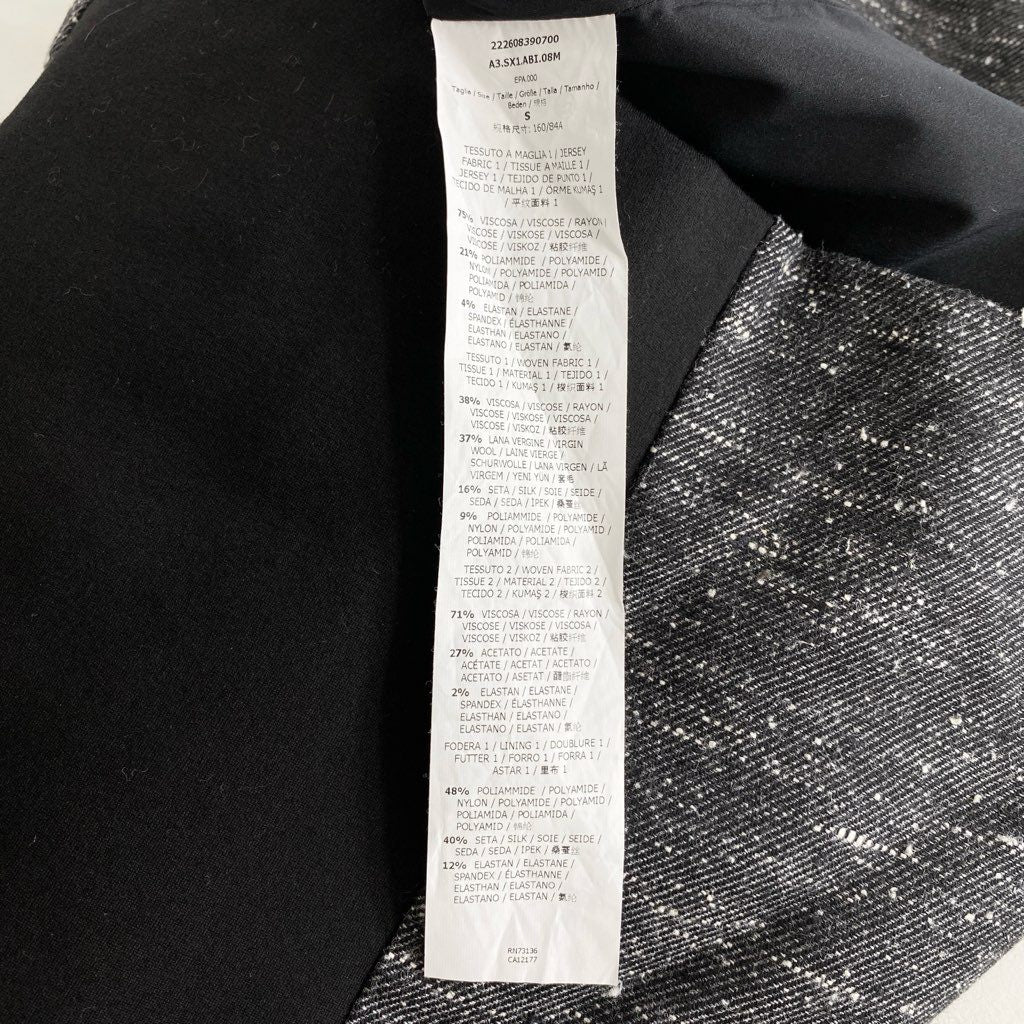 222608390700
A3.SX1.ABI.08M
EPA 000
Taglia / Size / Taille / Größe / Talla / Tamanho /
Beden / 规格
S
规格尺寸: 160/84A
TESSUTO A MAGLIA 1 / JERSEY
FABRIC 1 / TISSUE A MAILLE 1 /
JERSEY 1 / TEJIDO DE PUNTO 1 /
TECIDO DE MALHA 1 / ÖRME KUMAŞ 1
/ 平纹面料 1
75% VISCOSA / VISCOSE / RAYON /
VISCOSE / VISKOSE / VISCOSA /
VISCOSE / VISKOZ / 粘胶纤维
21% POLIAMMIDE / POLYAMIDE /
NYLON / POLYAMIDE / POLYAMID /
POLIAMIDA / POLIAMIDA /
POLYAMID / 锦纶
4% ELASTAN / ELASTANE /
SPANDEX / ÉLASTHANNE /
ELASTHAN / ELASTANO /
ELASTANO / ELASTAN / 氨纶
TESSUTO 1 / WOVEN FABRIC 1 /
TISSUE 1 / MATERIAL 1 / TEJIDO 1 /
TECIDO 1 / KUMAŞ 1 / 梭织面料 1
38% VISCOSA / VISCOSE / RAYON /
VISCOSE / VISKOSE / VISCOSA /
VISCOSE / VISKOZ / 粘胶纤维
37% LANA VERGINE / VIRGIN
WOOL / LAINE VIERGE /
SCHURWOLLE / LANA VIRGEN / LÃ
VIRGEM / YENI YUN / 羊毛
16% SETA / SILK / SOIE / SEIDE /
SEDA / SEDA / İPEK / 桑蚕丝
9% POLIAMMIDE / POLYAMIDE /
NYLON / POLYAMIDE / POLYAMID /
POLIAMIDA / POLIAMIDA /
POLYAMID / 锦纶
TESSUTO 2 / WOVEN FABRIC 2 /
TISSUE 2 / MATERIAL 2 / TEJIDO 2 /
TECIDO 2 / KUMAŞ 2 / 梭织面料 2
71% VISCOSA / VISCOSE / RAYON /
VISCOSE / VISKOSE / VISCOSA /
VISCOSE / VISKOZ / 粘胶纤维
27% ACETATO / ACETATE /
ACÉTATE / ACETAT / ACETATO /
ACETATO / ASETAT / 醋酯纤维
2% ELASTAN / ELASTANE /
SPANDEX / ÉLASTHANNE /
ELASTHAN / ELASTANO /
ELASTANO / ELASTAN / 氨纶
FODERA 1 / LINING 1 / DOUBLURE 1 /
FUTTER 1 / FORRO 1 / FORRA 1 /
ASTAR 1 / 里布 1
48% POLIAMMIDE / POLYAMIDE /
NYLON / POLYAMIDE / POLYAMID /
POLIAMIDA / POLIAMIDA /
POLYAMID / 锦纶
40% SETA / SILK / SOIE / SEIDE /
SEDA / SEDA / İPEK / 桑蚕丝
12% ELASTAN / ELASTANE /
SPANDEX / ÉLASTHANNE /
ELASTHAN / ELASTANO /
ELASTANO / ELASTAN / 氨纶
RN73136
CA12177